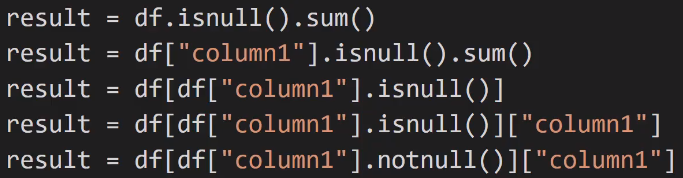 result = df.isnull().sum()
result = df["column1"].isnull().sum()
result = df[df["column1"].isnull()]
result = df[df["column1"].isnull()]["column1"]
result = df[df["column1"].notnull()]["column1"]